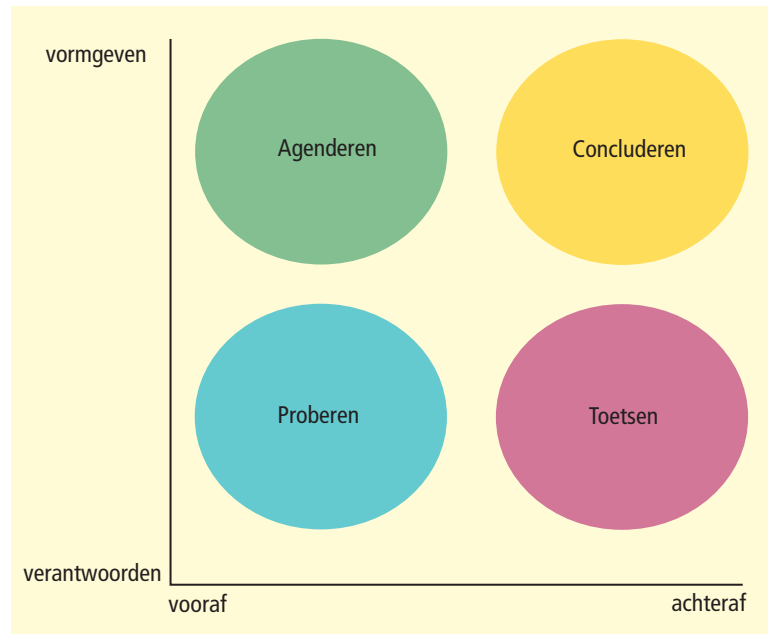 vormgeven
Agenderen
Concluderen
Proberen
Toetsen
verantwoorden
vooraf
achteraf